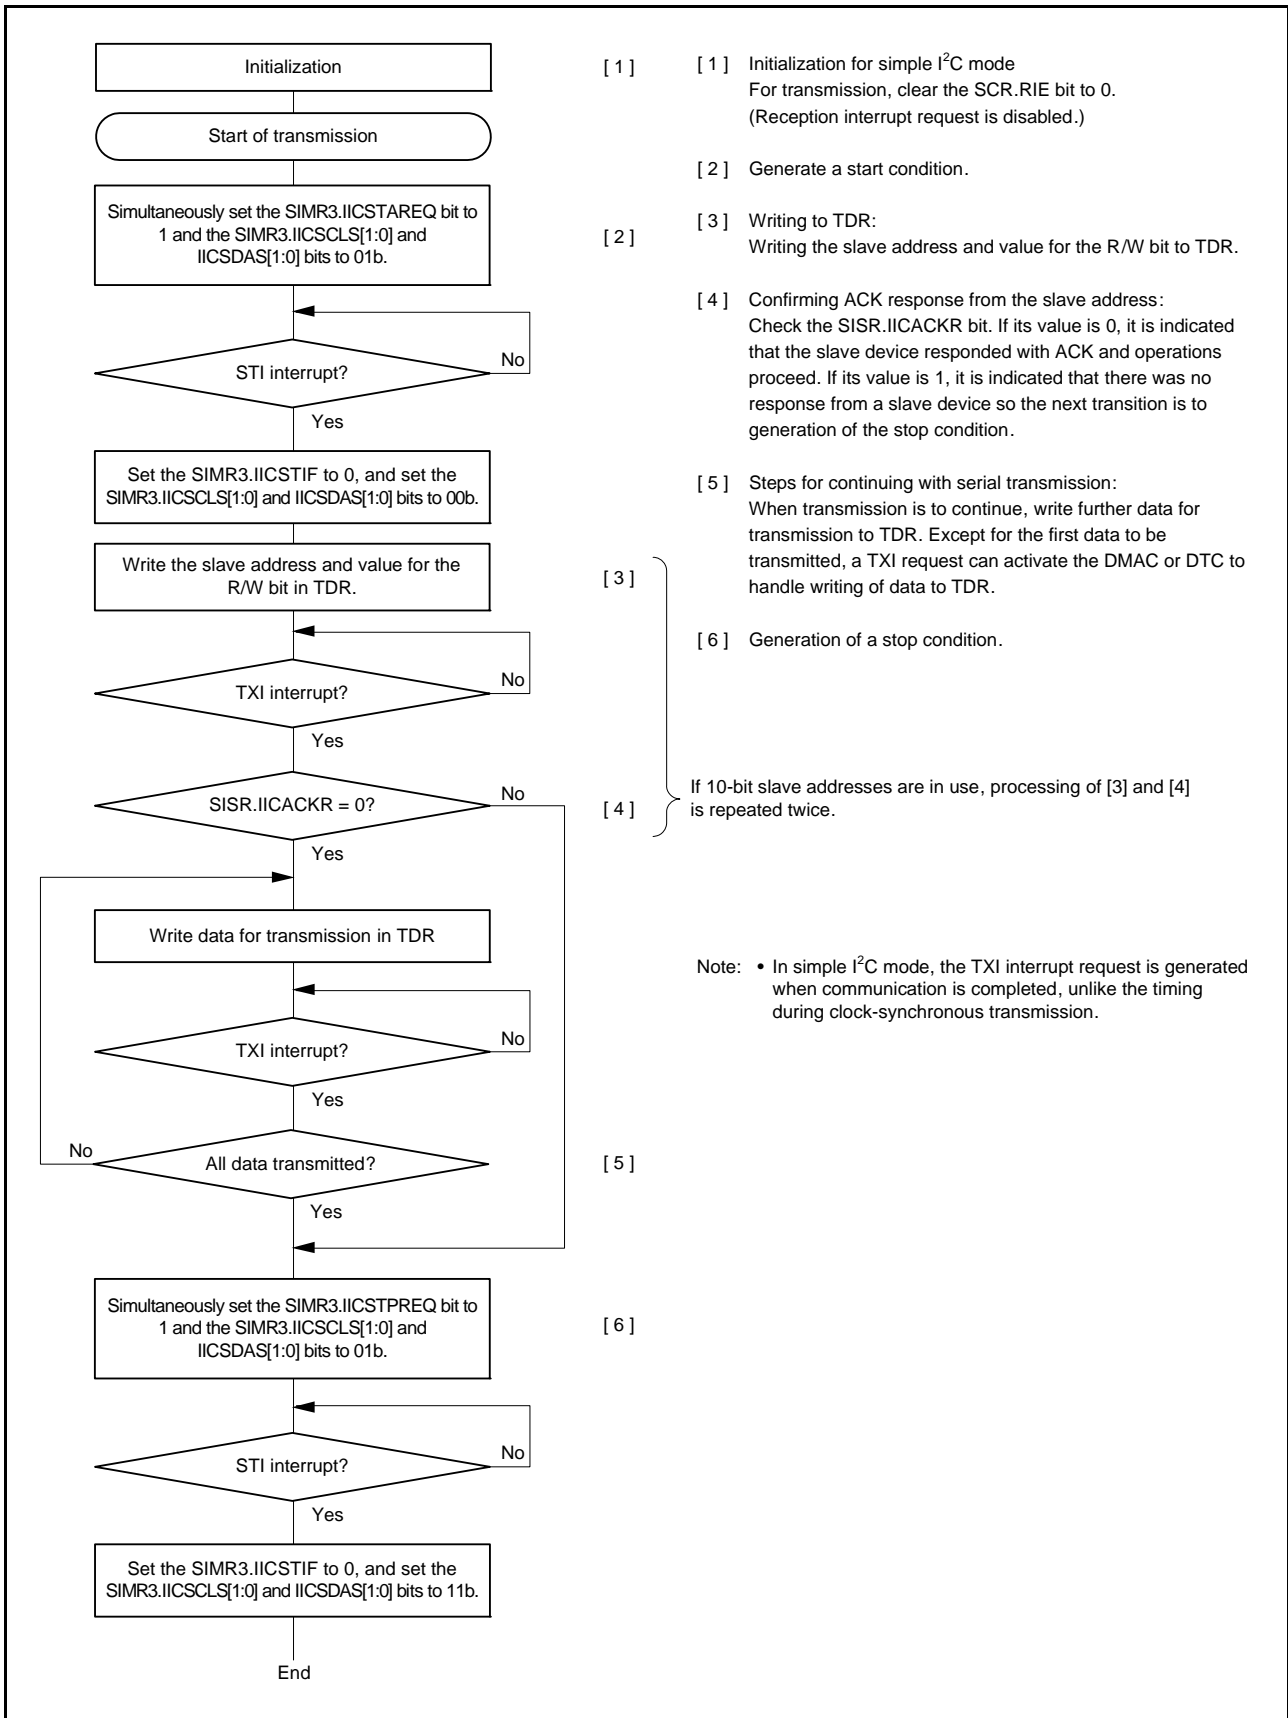 Initialization
[ 1 ]
Start of transmission
Simultaneously set the SIMR3.IICSTAREQ bit to
1 and the SIMR3.IICSCLS[1:0] and
IICSDAS[1:0] bits to 01b.
[ 2 ]
STI interrupt?
No
Yes
Set the SIMR3.IICSTIF to 0, and set the
SIMR3.IICSCLS[1:0] and IICSDAS[1:0] bits to 00b.
Write the slave address and value for the
R/W bit in TDR.
[ 3 ]
TXI interrupt?
No
Yes
SISR.IICACKR = 0?
No
[ 4 ]
Yes
Write data for transmission in TDR
TXI interrupt?
No
Yes
No
All data transmitted?
[ 5 ]
Yes
Simultaneously set the SIMR3.IICSTPREQ bit to
1 and the SIMR3.IICSCLS[1:0] and
IICSDAS[1:0] bits to 01b.
[ 6 ]
STI interrupt?
No
Yes
Set the SIMR3.IICSTIF to 0, and set the
SIMR3.IICSCLS[1:0] and IICSDAS[1:0] bits to 11b.
End
[ 1 ] Initialization for simple I²C mode
For transmission, clear the SCR.RIE bit to 0.
(Reception interrupt request is disabled.)
[ 2 ] Generate a start condition.
[ 3 ] Writing to TDR:
Writing the slave address and value for the R/W bit to TDR.
[ 4 ] Confirming ACK response from the slave address:
Check the SISR.IICACKR bit. If its value is 0, it is indicated
that the slave device responded with ACK and operations
proceed. If its value is 1, it is indicated that there was no
response from a slave device so the next transition is to
generation of the stop condition.
[ 5 ] Steps for continuing with serial transmission:
When transmission is to continue, write further data for
transmission to TDR. Except for the first data to be
transmitted, a TXI request can activate the DMAC or DTC to
handle writing of data to TDR.
[ 6 ] Generation of a stop condition.
If 10-bit slave addresses are in use, processing of [3] and [4]
is repeated twice.
Note: • In simple I²C mode, the TXI interrupt request is generated
when communication is completed, unlike the timing
during clock-synchronous transmission.